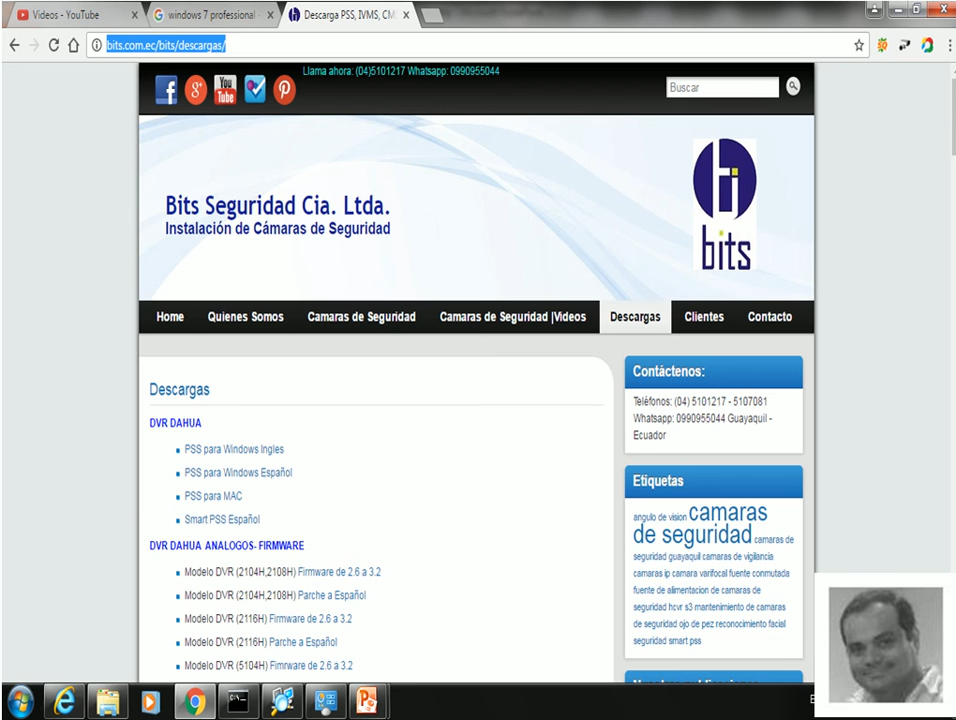 Videos - YouTube
windows 7 professional -
Descarga PSS, IVMS, CM
bits.com.ec/bits/descargas/
Llama ahora: (04)5101217 Whatsapp: 0990955044
You
Tube
Buscar
Bits Seguridad Cia. Ltda.
Instalación de Cámaras de Seguridad
bits
Home Quienes Somos Camaras de Seguridad Camaras de Seguridad |Videos Descargas Clientes Contacto
Descargas
DVR DAHUA
PSS para Windows Ingles
PSS para Windows Español
PSS para MAC
Smart PSS Español
DVR DAHUA ANALOGOS- FIRMWARE
Modelo DVR (2104H,2108H) Firmware de 2.6 a 3.2
Modelo DVR (2104H,2108H) Parche a Español
Modelo DVR (2116H) Firmware de 2.6 a 3.2
Modelo DVR (2116H) Parche a Español
Modelo DVR (5104H) Fimrware de 2.6 a 3.2
Contáctenos:
Teléfonos: (04) 5101217 - 5107081
Whatsapp: 0990955044 Guayaquil -
Ecuador
Etiquetas
angulo de vision camaras
de seguridad camaras de
seguridad guayaquil camaras de vigilancia
camaras ip camara varifocal fuente conmutada
fuente de alimentacion de camaras de
seguridad hcvr s3 mantenimiento de camaras
de seguridad ojo de pez reconocimiento facial
seguridad smart pss